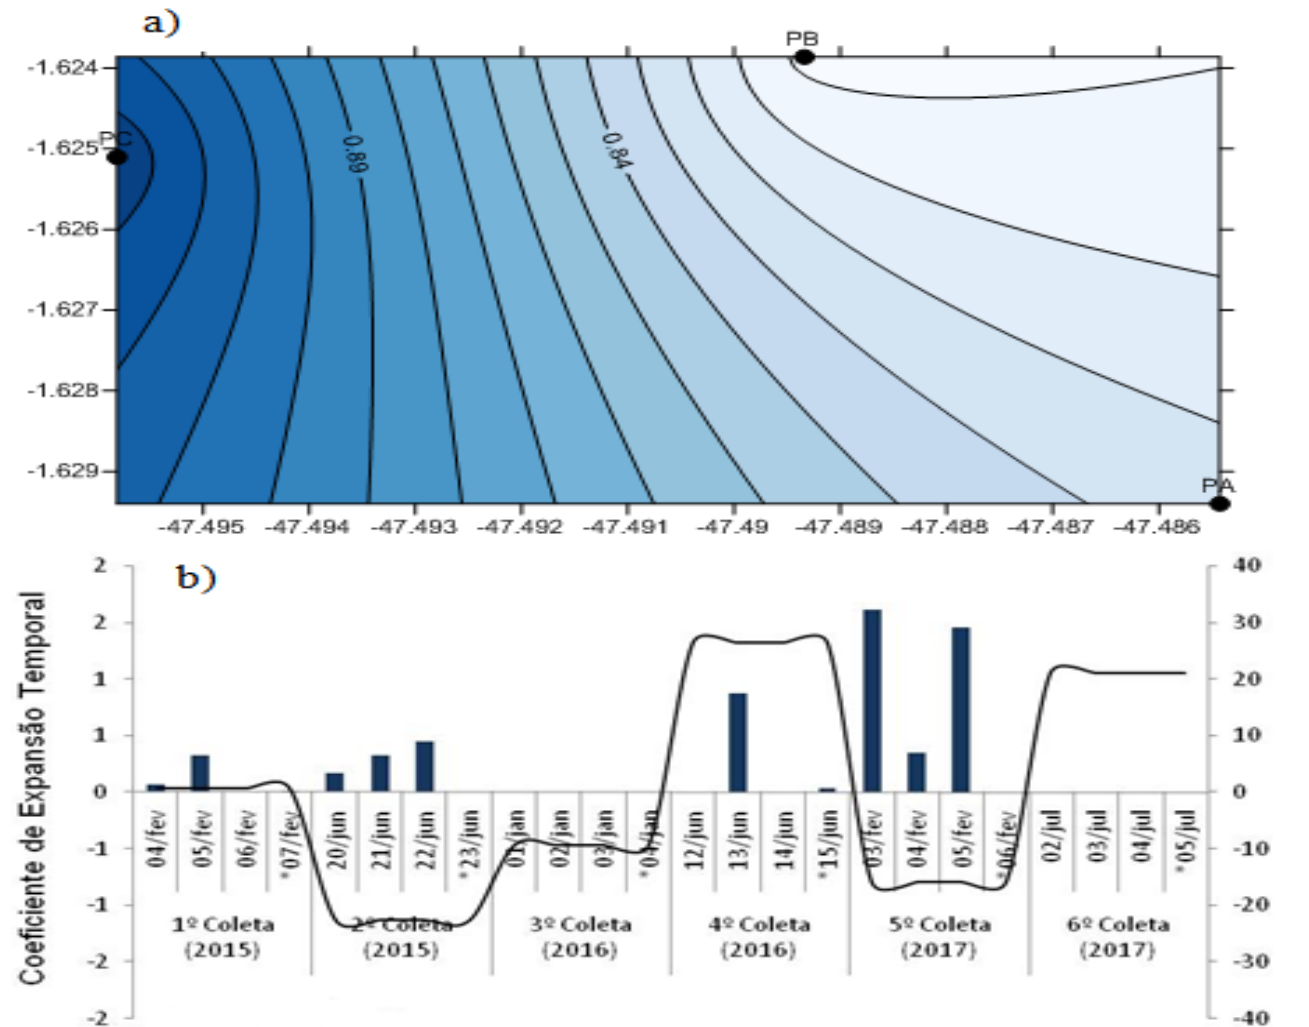 a)
PB
-1.624
PC
-1.625
0.89
0.84
-1.626
-1.627
-1.628
-1.629
PA
-47.495 -47.494 -47.493 -47.492 -47.491 -47.49 -47.489 -47.488 -47.487 -47.486
b)
Coeficiente de Expansão Temporal
2 40
2 30
1 20
1 10
0 0
-1 -10
-1 -20
-2 -30
-2 -40
04/fev 05/fev 06/fev *07/fev 20/jun 21/jun 22/jun *23/jun 01/jan 02/jan 03/jan *04/jan 12/jun 13/jun 14/jun *15/jun 03/fev 04/fev 05/fev *06/fev 02/jul 03/jul 04/jul *05/jul
1º Coleta 2º Coleta 3º Coleta 4º Coleta 5º Coleta 6º Coleta
(2015) (2015) (2016) (2016) (2017) (2017)